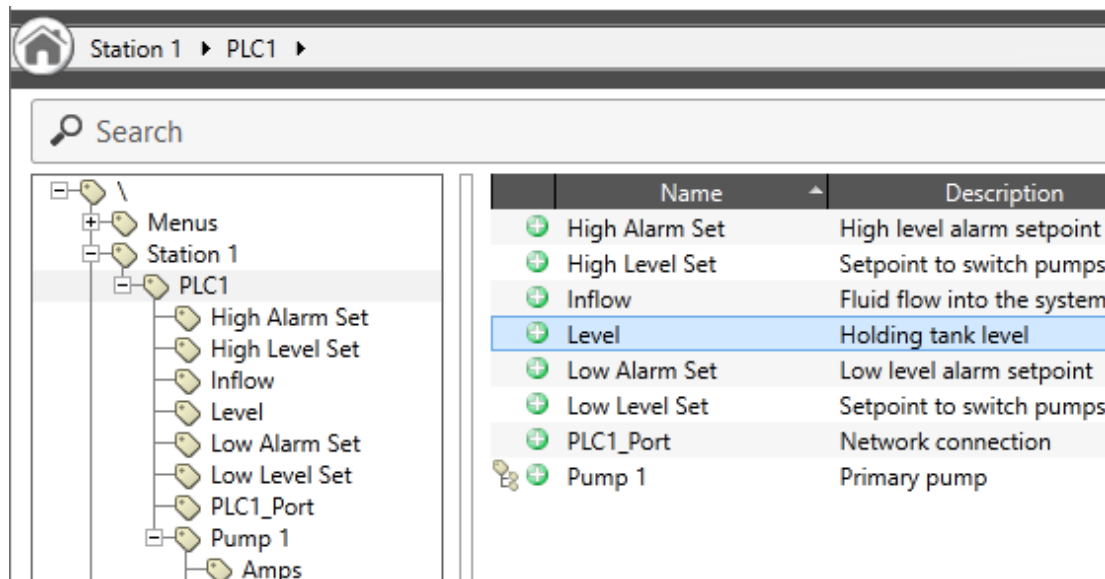 Station 1 PLC1
Search
\
Menus
Station 1
PLC1
High Alarm Set
High Level Set
Inflow
Level
Low Alarm Set
Low Level Set
PLC1_Port
Pump 1
Amps
Name Description
High Alarm Set High level alarm setpoint
High Level Set Setpoint to switch pumps
Inflow Fluid flow into the system
Level Holding tank level
Low Alarm Set Low level alarm setpoint
Low Level Set Setpoint to switch pumps
PLC1_Port Network connection
Pump 1 Primary pump